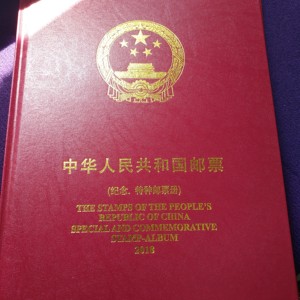 中华人民共和国邮票
(纪念、特种邮票册)
THE STAMPS OF THE PEOPLE'S
REPUBLIC OF CHINA
SPECIAL AND COMMEMORATIVE
STAMP-ALBUM
2013